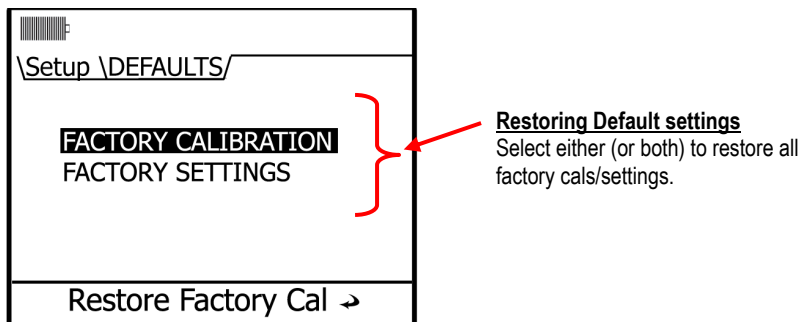 \Setup \DEFAULTS/
FACTORY CALIBRATION
FACTORY SETTINGS
Restore Factory Cal
Restoring Default settings
Select either (or both) to restore all
factory cals/settings.